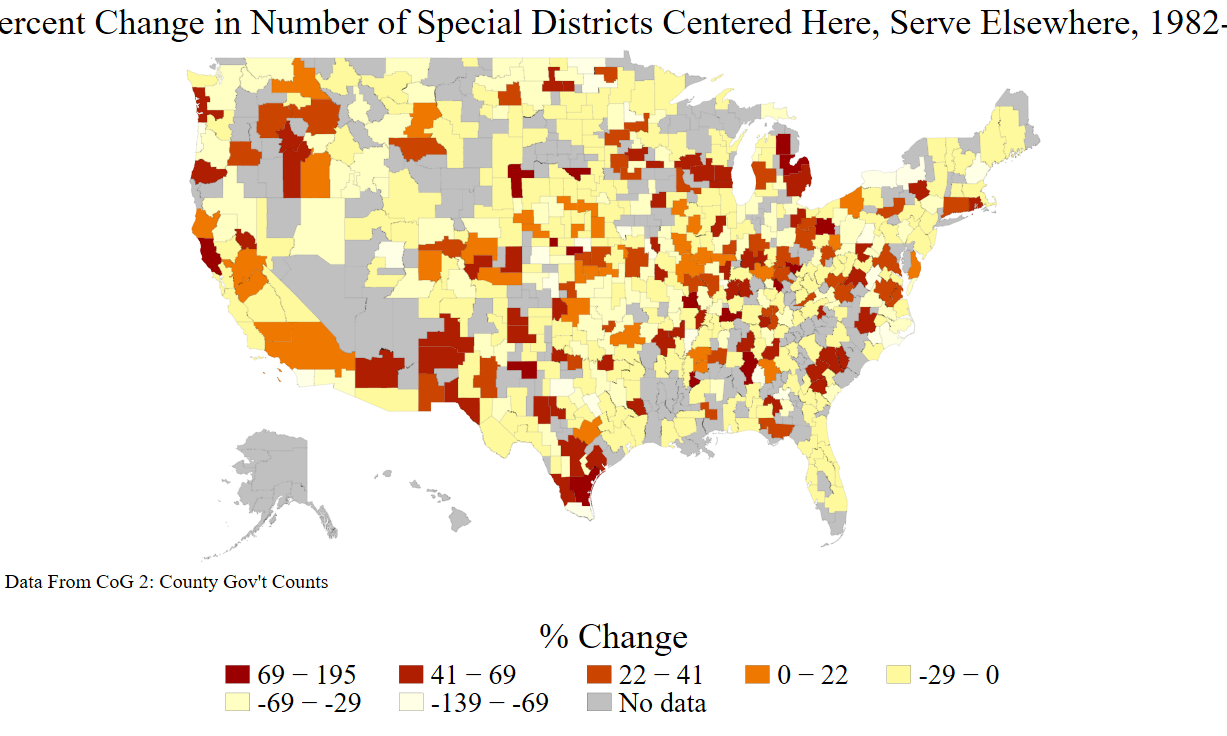 ercent Change in Number of Special Districts Centered Here, Serve Elsewhere, 1982-
Data From CoG 2: County Gov't Counts
% Change
69 − 195 41 − 69 22 − 41 0 − 22 -29 − 0
-69 − -29 -139 − -69 No data